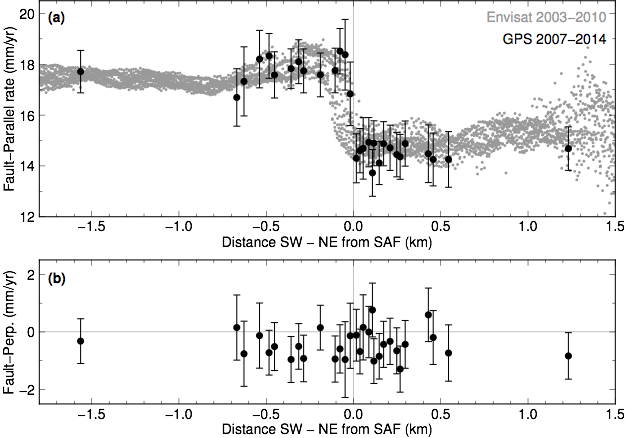 (a)
Envisat 2003−2010
GPS 2007−2014
Fault−Parallel rate (mm/yr)
20
18
16
14
12
−1.5 −1.0 −0.5 0.0 0.5 1.0 1.5
Distance SW − NE from SAF (km)
(b)
Fault−Perp. (mm/yr)
2
0
−2
−1.5 −1.0 −0.5 0.0 0.5 1.0 1.5
Distance SW − NE from SAF (km)